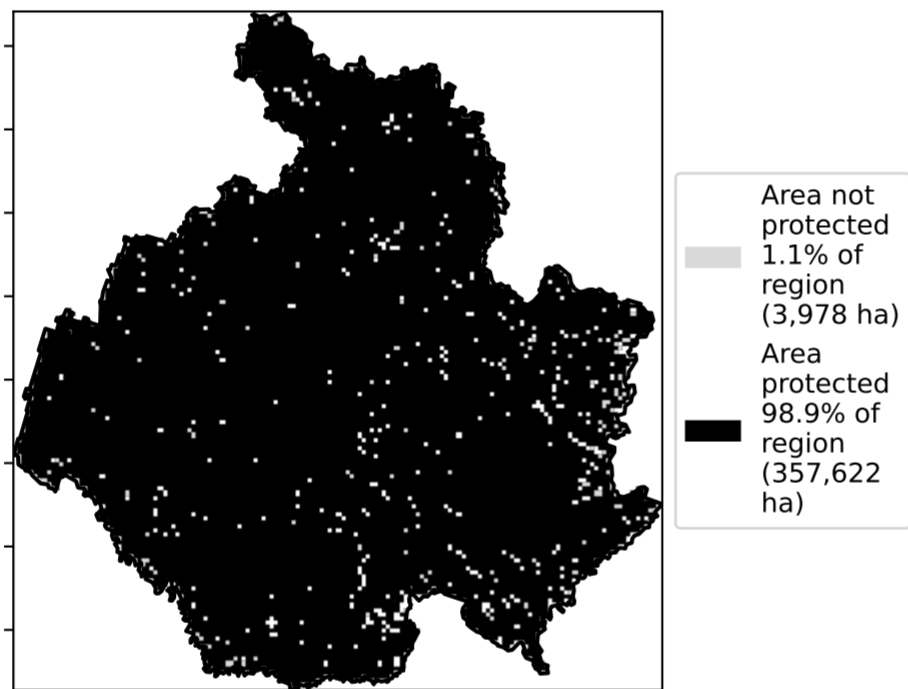 Area not
protected
1.1% of
region
(3,978 ha)
Area
protected
98.9% of
region
(357,622
ha)